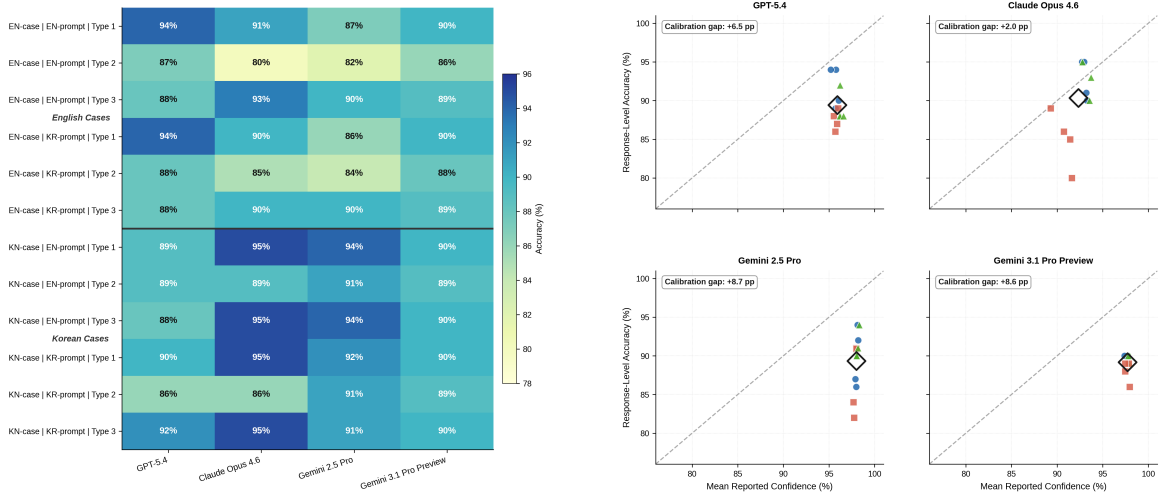 EN-case | EN-prompt | Type 1 94% 91% 87% 90%
EN-case | EN-prompt | Type 2 87% 80% 82% 86%
EN-case | EN-prompt | Type 3 88% 93% 90% 89%
English Cases
EN-case | KR-prompt | Type 1 94% 90% 86% 90%
EN-case | KR-prompt | Type 2 88% 85% 84% 88%
EN-case | KR-prompt | Type 3 88% 90% 90% 89%
KN-case | EN-prompt | Type 1 89% 95% 94% 90%
KN-case | EN-prompt | Type 2 89% 89% 91% 90%
KN-case | EN-prompt | Type 3 88% 95% 94% 90%
Korean Cases
KN-case | KR-prompt | Type 1 90% 95% 92% 90%
KN-case | KR-prompt | Type 2 86% 86% 91% 89%
KN-case | KR-prompt | Type 3 92% 95% 91% 90%
GPT-5.4 Claude Opus 4.6 Gemini 2.5 Pro Gemini 3.1 Pro Preview
96
94
92
90
88
86
84
82
80
78
Accuracy (%)
GPT-5.4
Calibration gap: +6.5 pp
100
95
90
85
80
Response-Level Accuracy (%)
Claude Opus 4.6
Calibration gap: +2.0 pp
Gemini 2.5 Pro
Calibration gap: +8.7 pp
100
95
90
85
80
Response-Level Accuracy (%)
80 85 90 95 100
Mean Reported Confidence (%)
Gemini 3.1 Pro Preview
Calibration gap: +8.6 pp
80 85 90 95 100
Mean Reported Confidence (%)